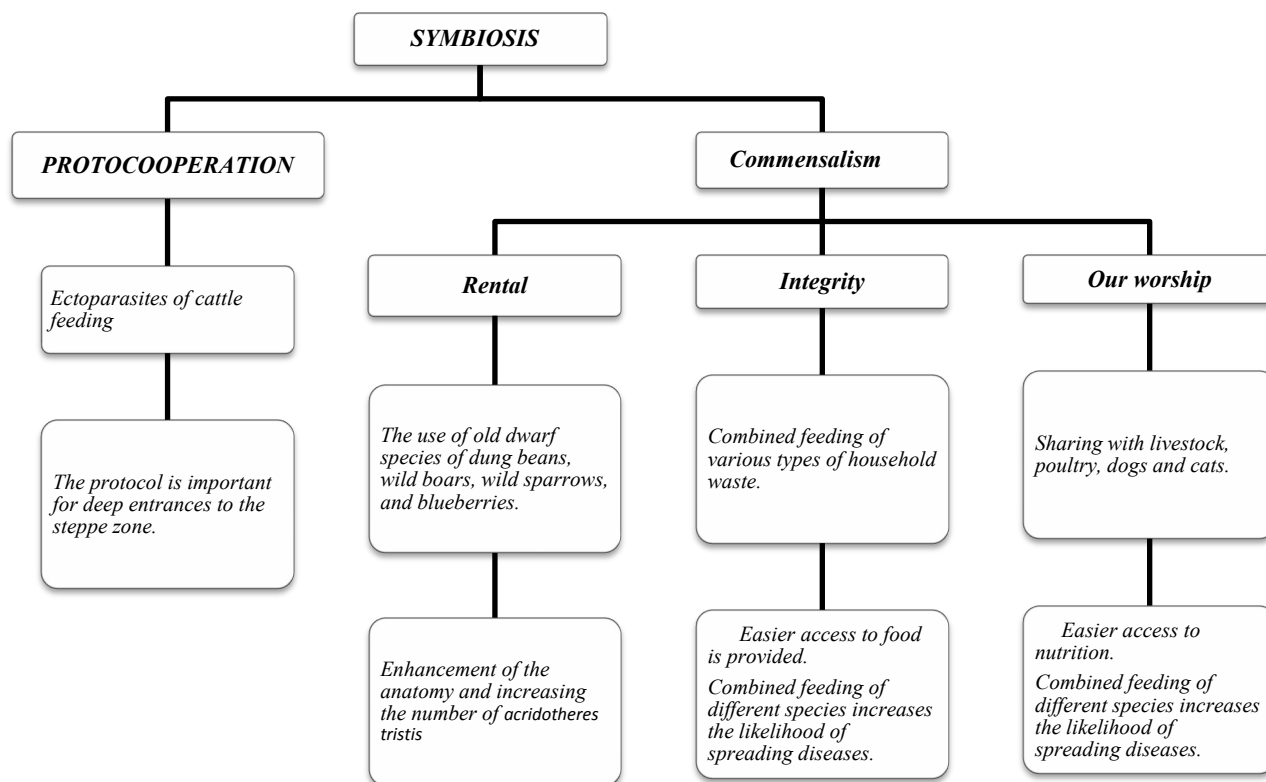 SYMBIOSIS
PROTOCOOPERATION
Commensalism
Rental
Integrity
Our worship
Ectoparasites of cattle
feeding
The use of old dwarf
species of dung beans,
wild boars, wild sparrows,
and blueberries.
Combined feeding of
various types of household
waste.
Sharing with livestock,
poultry, dogs and cats.
The protocol is important
for deep entrances to the
steppe zone.
Enhancement of the
anatomy and increasing
the number of acridotheres
tristis
Easier access to food
is provided.
Combined feeding of
different species increases
the likelihood of
spreading diseases.
Easier access to
nutrition.
Combined feeding of
different species increases
the likelihood of
spreading diseases.